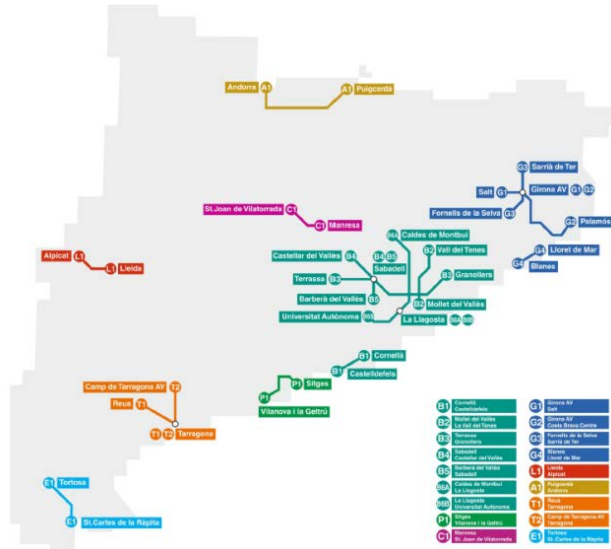 Andorra A1
A1 Puigcerdà
G3 Sarrià de Ter
Salt G1
Girona AV G1 G2
Fornells de la Selva G3
G2 Palamós
G4 Lloret de Mar
G4 Blanes
St.Joan de Vilatorrada C1
C1 Manresa
B6A Caldes de Montbui
Castellar del Vallès B4
B4 B5
Sabadell
B2 Vall del Tenes
Terrassa B3
B3 Granollers
Barberà del Vallès B5
B2 Mollet del Vallès
Universitat Autònoma B6B
La Llagosta B6A B6B
Alpicat L1
L1 Lleida
B1 Cornellà
B1 Castelldefels
P1 Sitges
P1
Vilanova i la Geltrú
Camp de Tarragona AV T2
Reus T1
T1 T2 Tarragona
E1 Tortosa
E1 St.Carles de la Ràpita
B1 Cornellà
Castelldefels
B2 Mollet del Vallès
La Vall del Tenes
B3 Terrassa
Granollers
B4 Sabadell
Castellar del Vallès
B5 Barberà del Vallès
Sabadell
B6A Caldes de Montbui
La Llagosta
B6B La Llagosta
Universitat Autònoma
P1 Sitges
Vilanova i la Geltrú
C1 Manresa
St. Joan de Vilatorrada
G1 Girona AV
Salt
G2 Girona AV
Costa Brava Centre
G3 Fornells de la Selva
Sarrià de Ter
G4 Blanes
Lloret de Mar
L1 Lleida
Alpicat
A1 Puigcerdà
Andorra
T1 Reus
Tarragona
T2 Camp de Tarragona AV
Tarragona
E1 Tortosa
St. Carles de la Ràpita